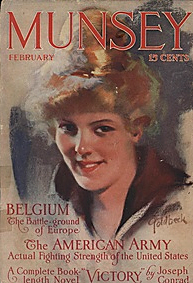 MUNSEY
FEBRUARY 15 CENTS
BELGIUM
The Battle-ground
of Europe
The AMERICAN ARMY
Actual Fighting Strength of the United States
A Complete Book-
length Novel "VICTORY," by Joseph
Conrad